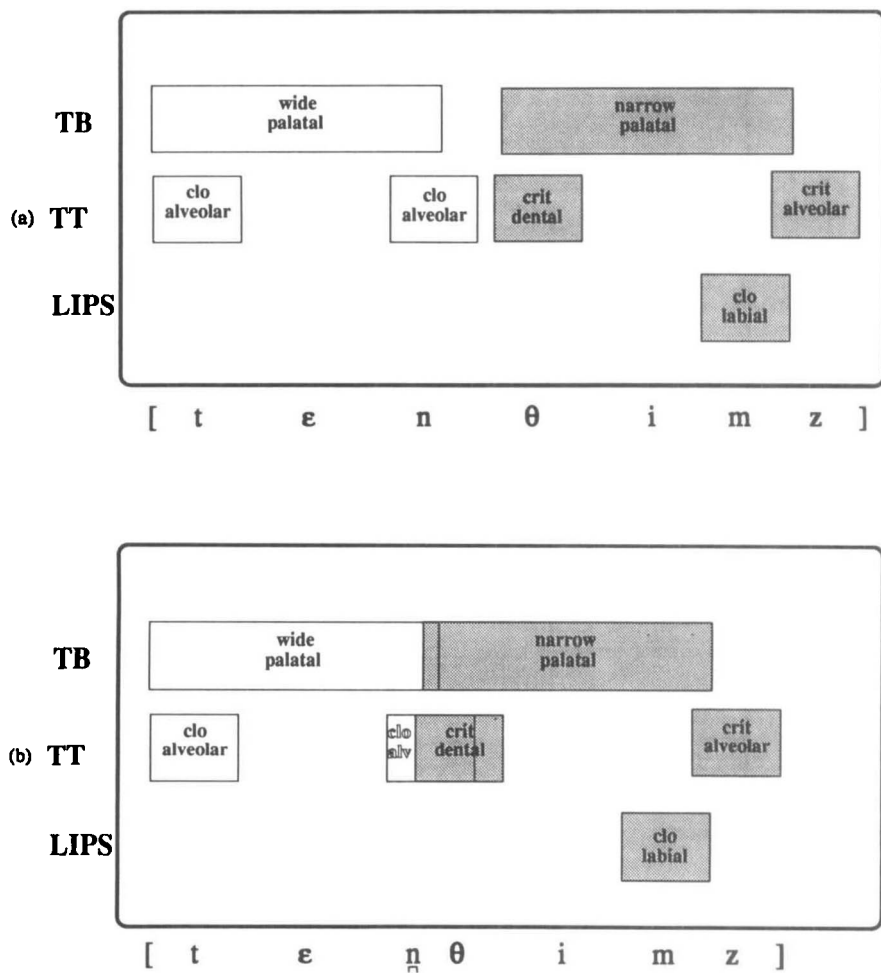 wide narrow
TB palatal palatal
clo clo crit crit
(a) TT alveolar alveolar dental alveolar
LIPS clo
labial
[ t ɛ n θ i m z ]
wide narrow
TB palatal palatal
clo clo crit crit
(b) TT alveolar alv dental alveolar
LIPS clo
labial
[ t ɛ n̪ θ i m z ]